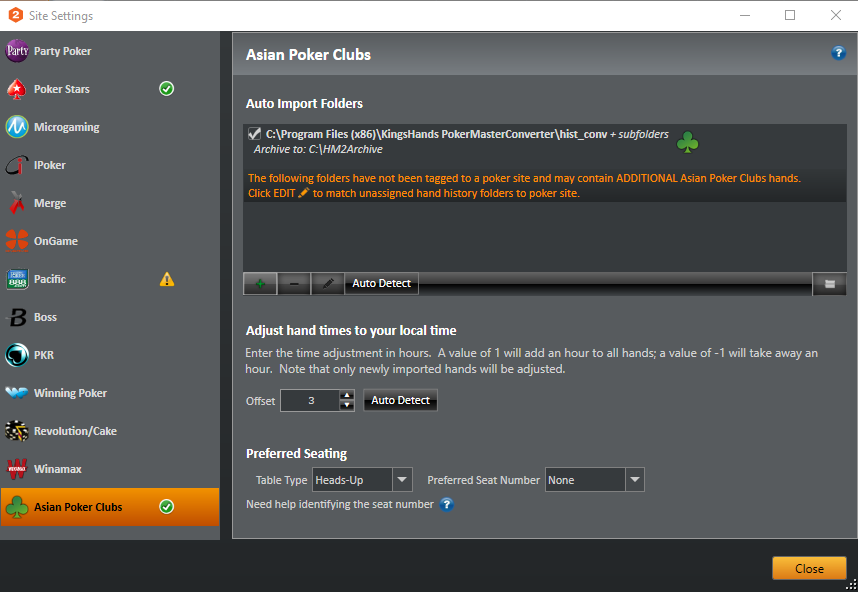 Site Settings
Party Poker
Poker Stars
Microgaming
IPoker
Merge
OnGame
Pacific
Boss
PKR
Winning Poker
Revolution/Cake
Winamax
Asian Poker Clubs
Asian Poker Clubs
Auto Import Folders
C:\Program Files (x86)\KingsHands PokerMasterConverter\hist_conv + subfolders
Archive to: C:\HM2Archive
The following folders have not been tagged to a poker site and may contain ADDITIONAL Asian Poker Clubs hands.
Click EDIT to match unassigned hand history folders to poker site.
Auto Detect
Adjust hand times to your local time
Enter the time adjustment in hours. A value of 1 will add an hour to all hands; a value of -1 will take away an
hour. Note that only newly imported hands will be adjusted.
Offset 3 Auto Detect
Preferred Seating
Table Type Heads-Up Preferred Seat Number None
Need help identifying the seat number
Close